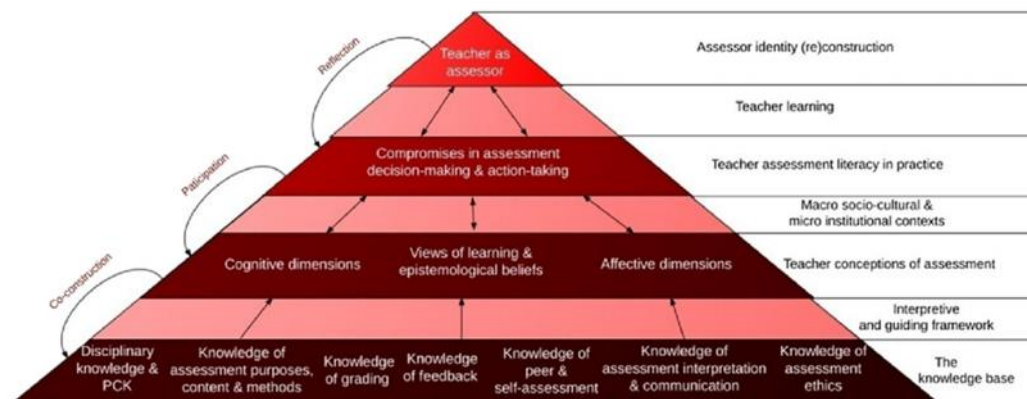 Reflection
Teacher as
assessor
Assessor identity (re)construction
Teacher learning
Compromises in assessment
decision-making & action-taking
Teacher assessment literacy in practice
Paticipation
Macro socio-cultural &
micro institutional contexts
Cognitive dimensions
Views of learning &
epistemological beliefs
Affective dimensions
Teacher conceptions of assessment
Co-construction
Interpretive
and guiding framework
Disciplinary
knowledge &
PCK
Knowledge of
assessment purposes,
content & methods
Knowledge
of grading
Knowledge
of feedback
Knowledge of
peer &
self-assessment
Knowledge of
assessment interpretation
& communication
Knowledge of
assessment
ethics
The
knowledge base